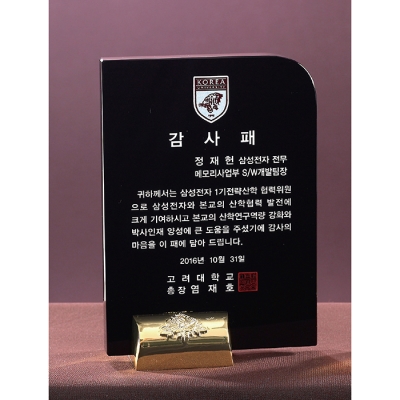 KOREA
UNIVERSITY
감 사 패
정 재 헌 삼성전자 전무
메모리사업부 S/W개발팀장
귀하께서는 삼성전자 1기전략산학 협력위원
으로 삼성전자와 본교의 산학협력 발전에
크게 기여하시고 본교의 산학연구역량 강화와
박사인재 양성에 큰 도움을 주셨기에 감사의
마음을 이 패에 담아 드립니다.
2016년 10월 31일
고 려 대 학 교
총 장 염 재 호